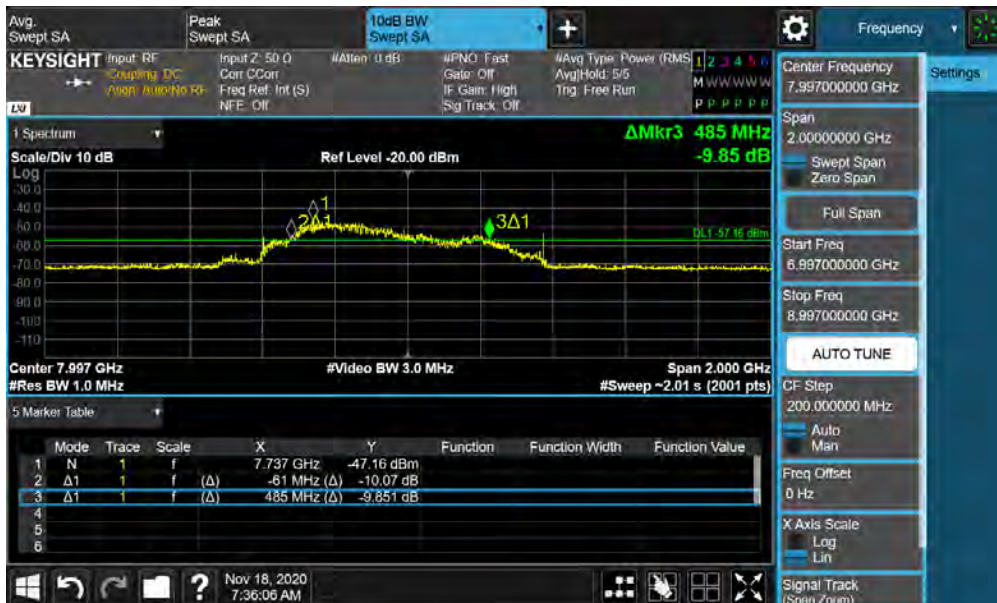 Avg. Swept SA
Peak Swept SA
10dB BW Swept SA
Frequency
Settings
KEYSIGHT
LXI
Input: RF
Coupling: DC
Align: Auto/No RF
Input Z: 50 Ω
Corr CCorr
Freq Ref: Int (S)
NFE: Off
#Atten: 0 dB
#PNO: Fast
Gate: Off
IF Gain: High
Sig Track: Off
#Avg Type: Power (RMS
Avg|Hold: 5/5
Trig: Free Run
1 2 3 4 5 6
M W W W W W
P P P P P P
1 Spectrum
Scale/Div 10 dB
Ref Level -20.00 dBm
ΔMkr3 485 MHz
-9.85 dB
Log
-30.0
-40.0
-50.0
-60.0
-70.0
-80.0
-90.0
-100
-110
1
2Δ1
3Δ1
DL1 -57.16 dBm
Center 7.997 GHz
#Video BW 3.0 MHz
Span 2.000 GHz
#Res BW 1.0 MHz
#Sweep ~2.01 s (2001 pts)
5 Marker Table
Mode Trace Scale X Y Function Function Width Function Value
1 N 1 f 7.737 GHz -47.16 dBm
2 Δ1 1 f (Δ) -61 MHz (Δ) -10.07 dB
3 Δ1 1 f (Δ) 485 MHz (Δ) -9.851 dB
4
5
6
Nov 18, 2020
7:36:06 AM
Center Frequency
7.997000000 GHz
Span
2.00000000 GHz
Swept Span
Zero Span
Full Span
Start Freq
6.997000000 GHz
Stop Freq
8.997000000 GHz
AUTO TUNE
CF Step
200.000000 MHz
Auto
Man
Freq Offset
0 Hz
X Axis Scale
Log
Lin
Signal Track
(Span Zoom)